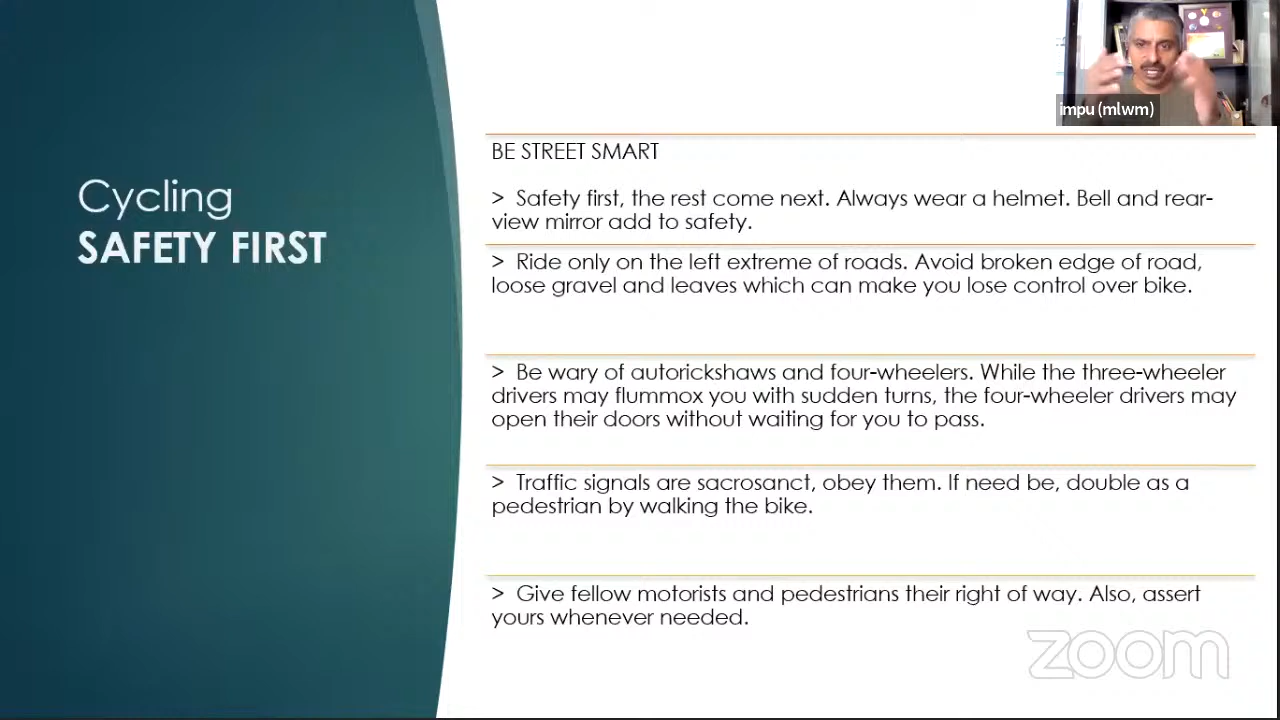 impu (mlwm)
Cycling
SAFETY FIRST
BE STREET SMART
> Safety first, the rest come next. Always wear a helmet. Bell and rear-
view mirror add to safety.
> Ride only on the left extreme of roads. Avoid broken edge of road,
loose gravel and leaves which can make you lose control over bike.
> Be wary of autorickshaws and four-wheelers. While the three-wheeler
drivers may flummox you with sudden turns, the four-wheeler drivers may
open their doors without waiting for you to pass.
> Traffic signals are sacrosanct, obey them. If need be, double as a
pedestrian by walking the bike.
> Give fellow motorists and pedestrians their right of way. Also, assert
yours whenever needed.
zoom